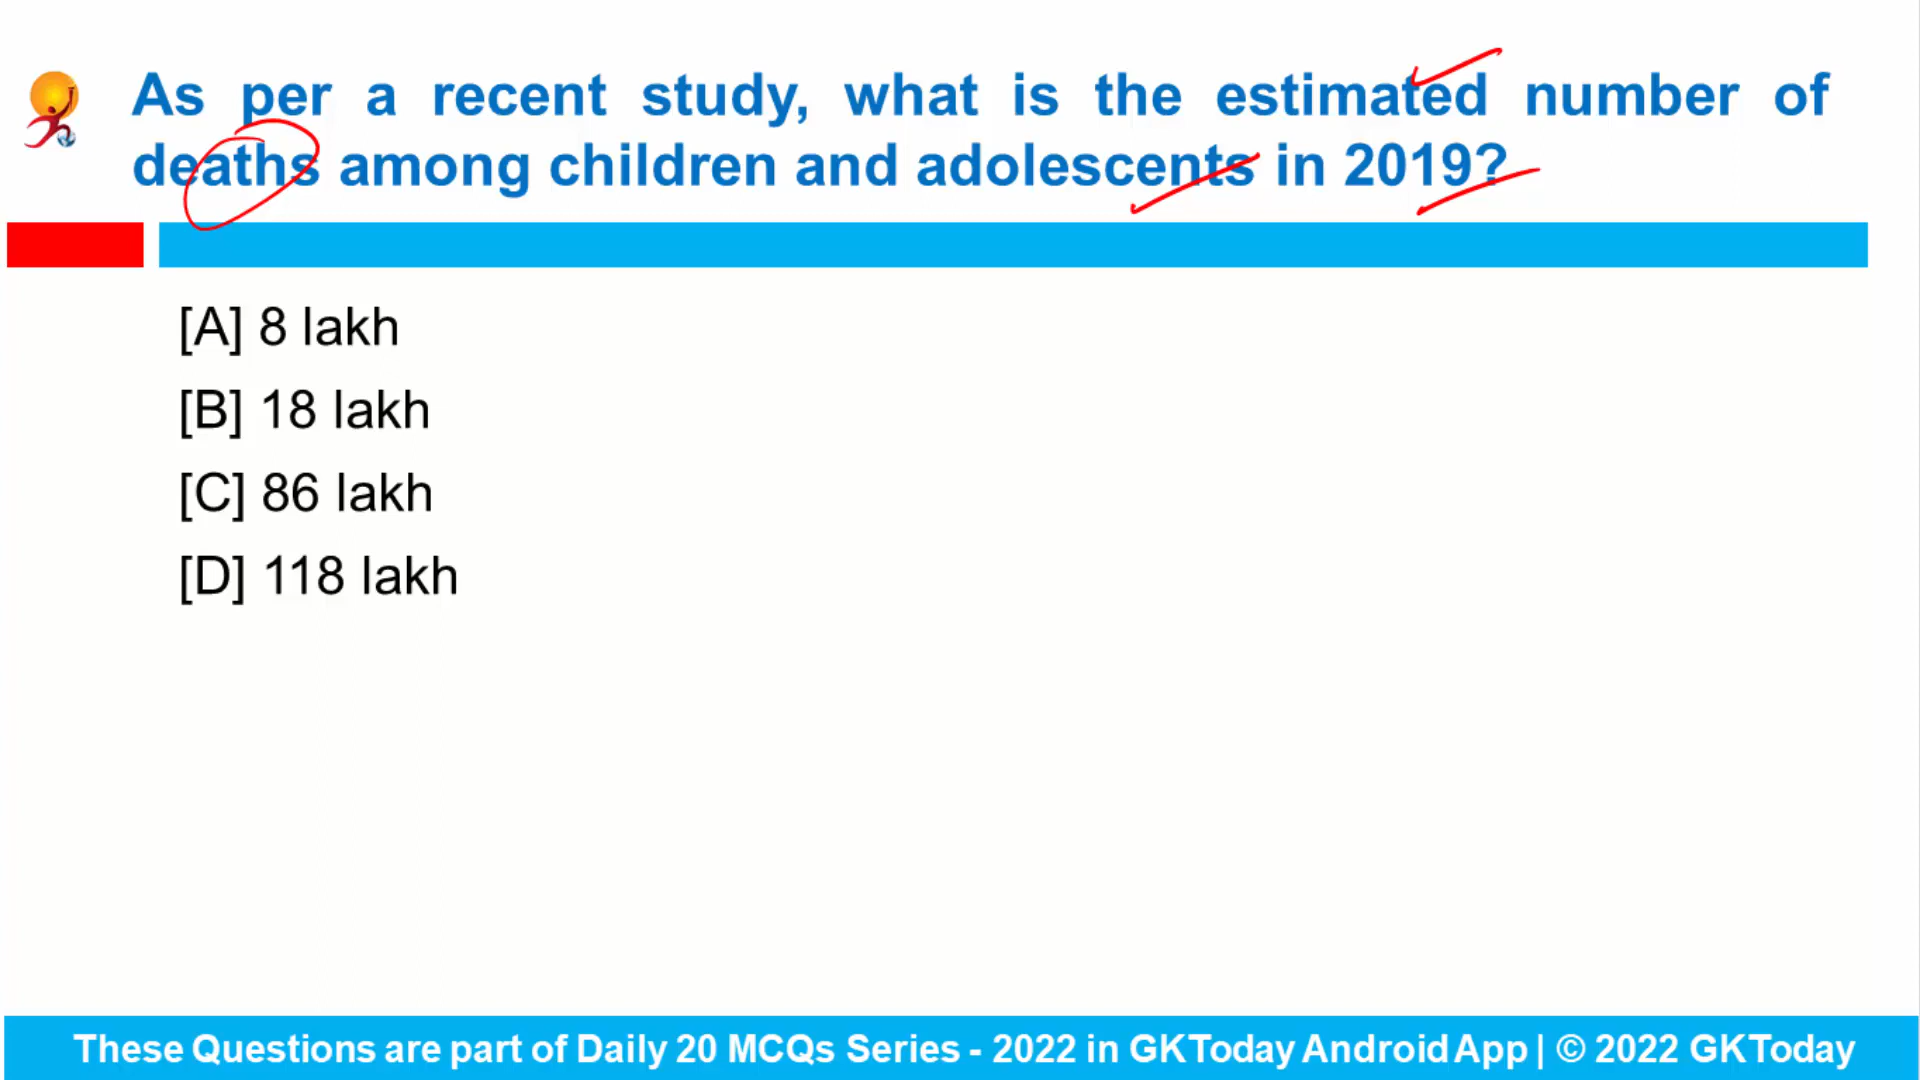 As per a recent study, what is the estimated number of
deaths among children and adolescents in 2019?
[A] 8 lakh
[B] 18 lakh
[C] 86 lakh
[D] 118 lakh
These Questions are part of Daily 20 MCQs Series - 2022 in GKToday Android App | © 2022 GKToday